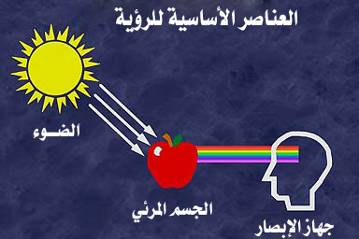 العناصر الأساسية للرؤية
الضوء
الجسم المرئي
جهاز الإبصار